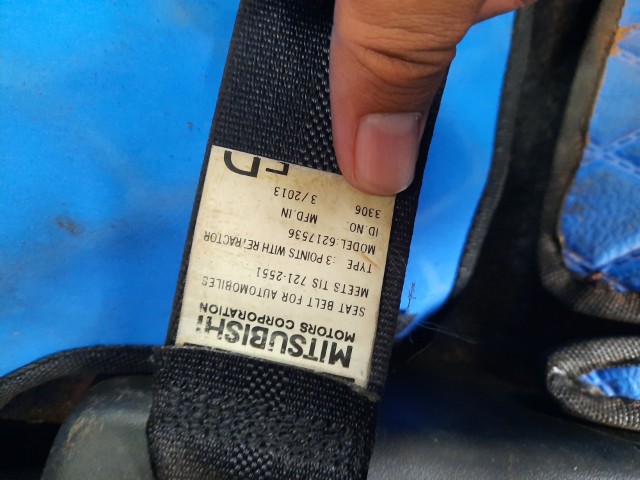 MITSUBISHI
MOTORS CORPORATION
SEAT BELT FOR AUTOMOBILES
MEETS TIS 721-2551
TYPE :3 POINTS WITH RETRACTOR
MODEL:6217536
ID.NO. MFD.IN
3306 3/2013